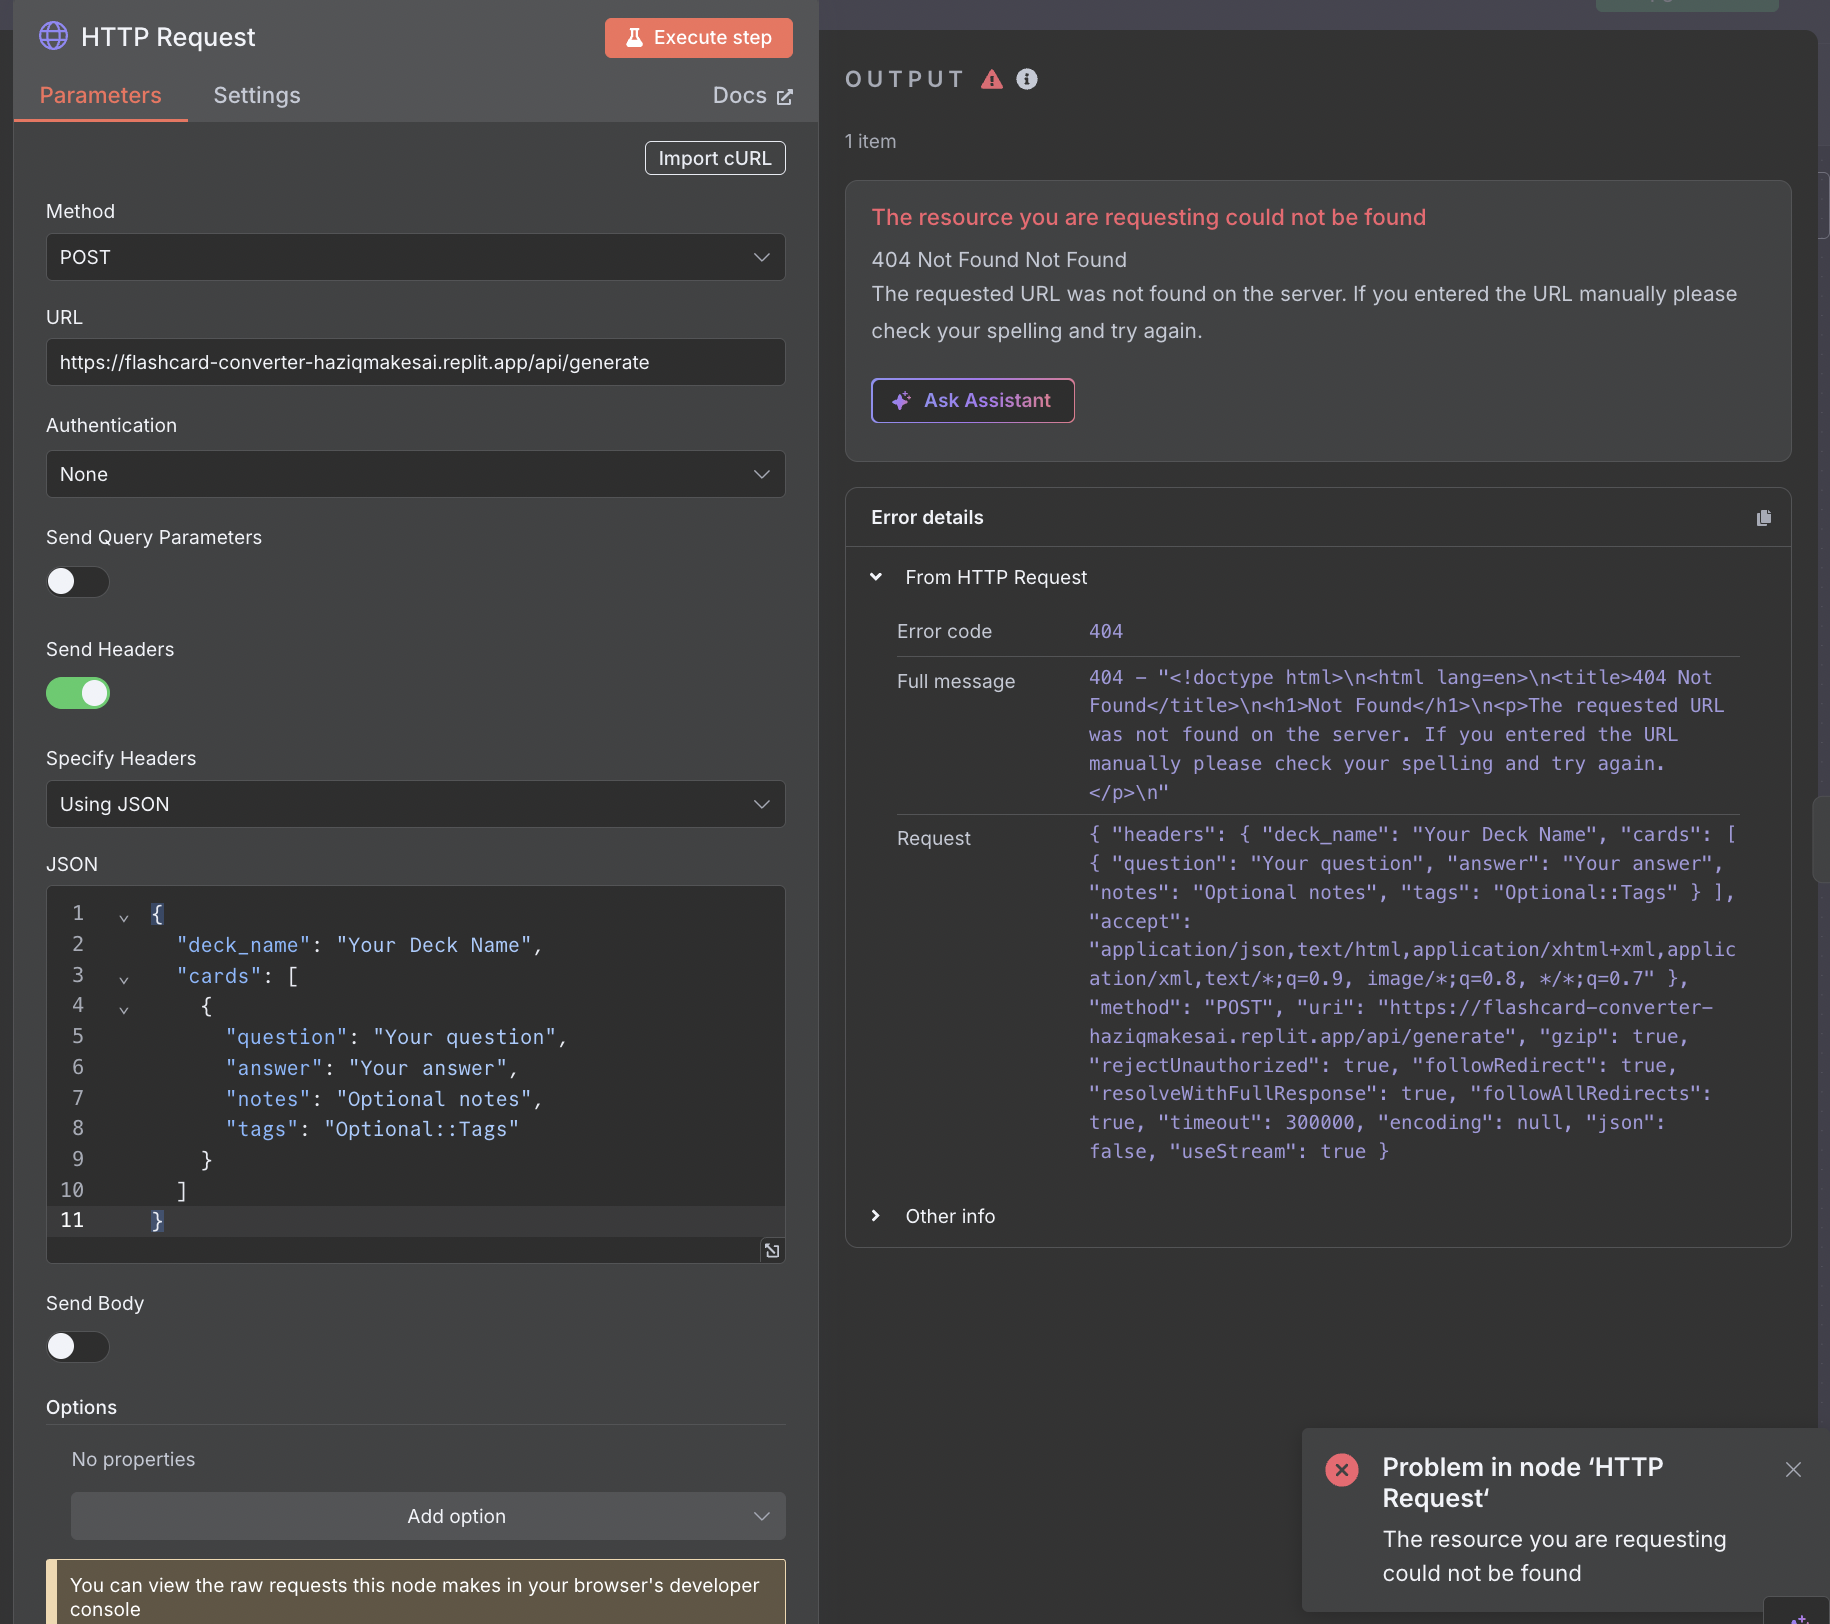 HTTP Request
Execute step
Parameters
Settings
Docs
Import cURL
Method
POST
URL
https://flashcard-converter-haziqmakesai.replit.app/api/generate
Authentication
None
Send Query Parameters
Send Headers
Specify Headers
Using JSON
JSON
1 {
2 "deck_name": "Your Deck Name",
3 "cards": [
4 {
5 "question": "Your question",
6 "answer": "Your answer",
7 "notes": "Optional notes",
8 "tags": "Optional::Tags"
9 }
10 ]
11 }
Send Body
Options
No properties
Add option
You can view the raw requests this node makes in your browser's developer
console
OUTPUT
1 item
The resource you are requesting could not be found
404 Not Found Not Found
The requested URL was not found on the server. If you entered the URL manually please
check your spelling and try again.
Ask Assistant
Error details
From HTTP Request
Error code
404
Full message
404 - "<!doctype html>\n<html lang=en>\n<title>404 Not
Found</title>\n<h1>Not Found</h1>\n<p>The requested URL
was not found on the server. If you entered the URL
manually please check your spelling and try again.
</p>\n"
Request
{ "headers": { "deck_name": "Your Deck Name", "cards": [
{ "question": "Your question", "answer": "Your answer",
"notes": "Optional notes", "tags": "Optional::Tags" } ],
"accept":
"application/json,text/html,application/xhtml+xml,applic
ation/xml,text/*;q=0.9, image/*;q=0.8, */*;q=0.7" },
"method": "POST", "uri": "https://flashcard-converter-
haziqmakesai.replit.app/api/generate", "gzip": true,
"rejectUnauthorized": true, "followRedirect": true,
"resolveWithFullResponse": true, "followAllRedirects":
true, "timeout": 300000, "encoding": null, "json":
false, "useStream": true }
Other info
Problem in node ‘HTTP
Request‘
The resource you are requesting
could not be found